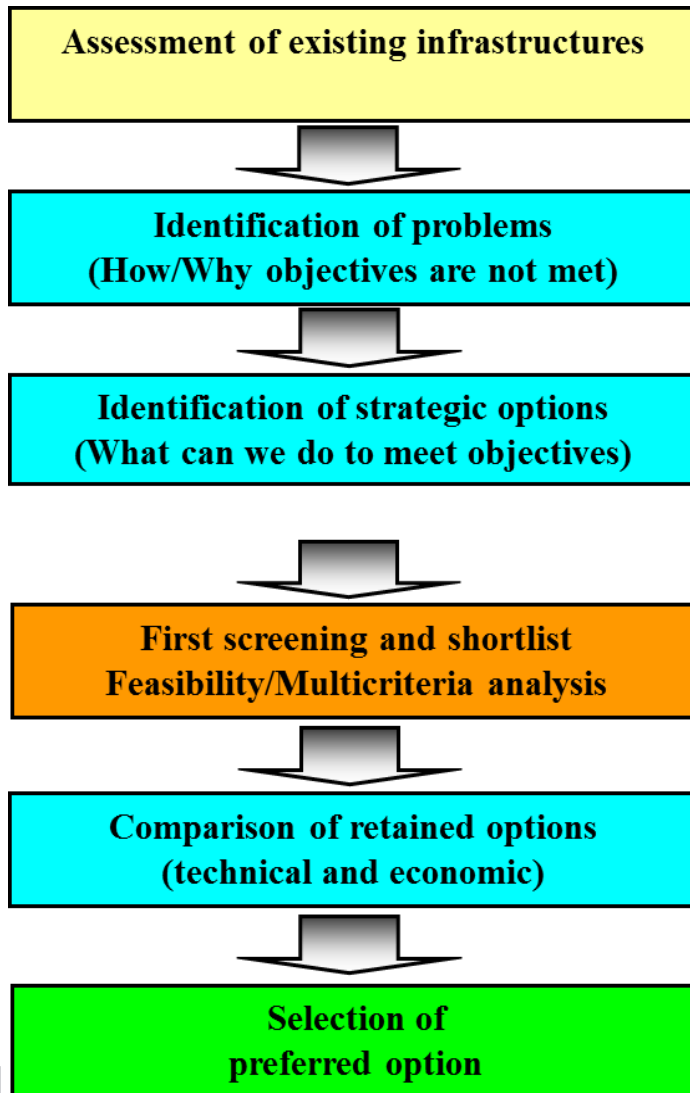 Assessment of existing infrastructures
Identification of problems
(How/Why objectives are not met)
Identification of strategic options
(What can we do to meet objectives)
First screening and shortlist
Feasibility/Multicriteria analysis
Comparison of retained options
(technical and economic)
Selection of
preferred option